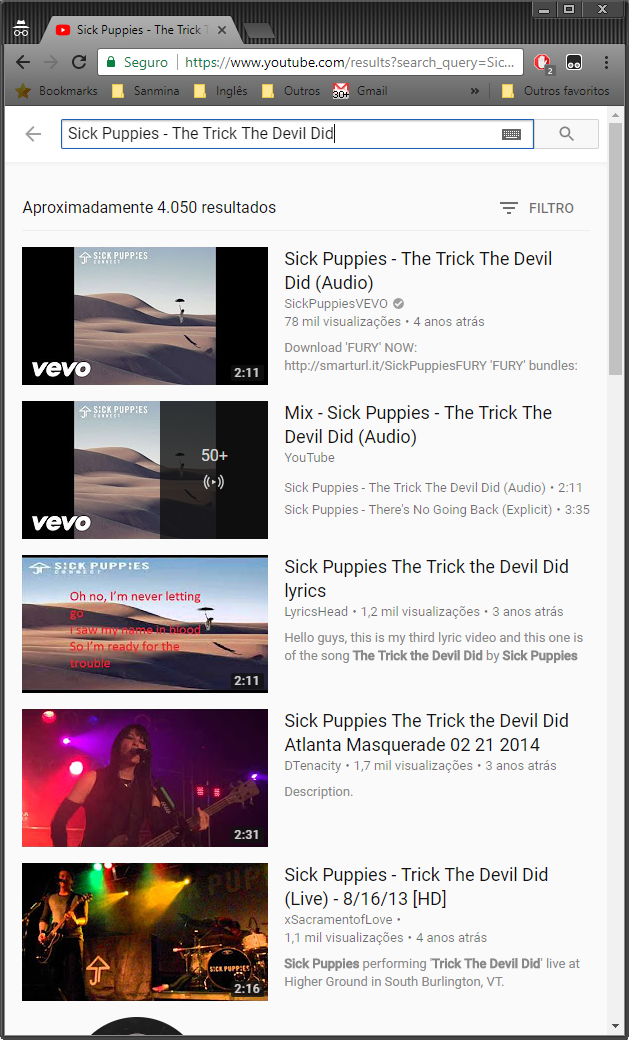 Sick Puppies - The Trick T
Seguro
https://www.youtube.com/results?search_query=Sic...
2
Bookmarks
Sanmina
Inglês
Outros
30+
Gmail
»
Outros favoritos
Sick Puppies - The Trick The Devil Did
Aproximadamente 4.050 resultados
FILTRO
SICK PUPPIES
CONNECT
vevo
2:11
Sick Puppies - The Trick The Devil
Did (Audio)
SickPuppiesVEVO
78 mil visualizações • 4 anos atrás
Download 'FURY' NOW:
http://smarturl.it/SickPuppiesFURY 'FURY' bundles:
SICK PUPPIES
CONNECT
vevo
50+
Mix - Sick Puppies - The Trick The
Devil Did (Audio)
YouTube
Sick Puppies - The Trick The Devil Did (Audio) • 2:11
Sick Puppies - There's No Going Back (Explicit) • 3:35
SICK PUPPIES
CONNECT
Oh no, I'm never letting
go
I saw my name in blood
So I'm ready for the
trouble
2:11
Sick Puppies The Trick the Devil Did
lyrics
LyricsHead • 1,2 mil visualizações • 3 anos atrás
Hello guys, this is my third lyric video and this one is
of the song The Trick the Devil Did by Sick Puppies
2:31
Sick Puppies The Trick the Devil Did
Atlanta Masquerade 02 21 2014
DTenacity • 1,7 mil visualizações • 3 anos atrás
Description.
SICK PUPPIES
2:16
Sick Puppies - Trick The Devil Did
(Live) - 8/16/13 [HD]
xSacramentofLove •
1,1 mil visualizações • 4 anos atrás
Sick Puppies performing 'Trick The Devil Did' live at
Higher Ground in South Burlington, VT.